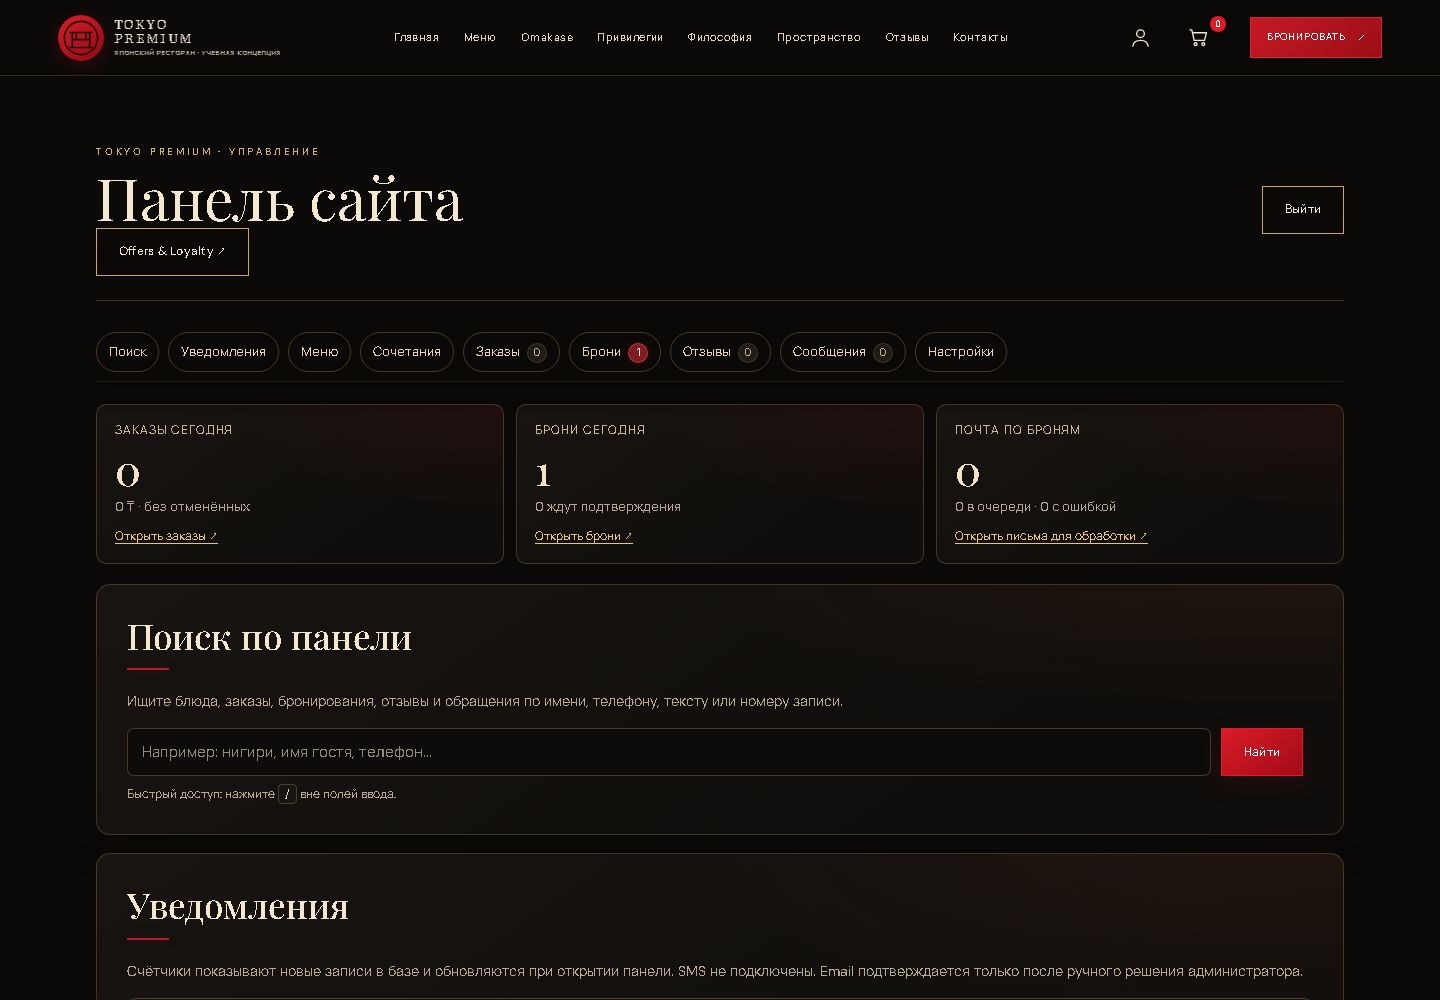 TOKYO
PREMIUM
ЯПОНСКИЙ РЕСТОРАН · УЧЕБНАЯ КОНЦЕПЦИЯ
Главная Меню Omakase Привилегии Философия Пространство Отзывы Контакты
0
БРОНИРОВАТЬ ↗
TOKYO PREMIUM · УПРАВЛЕНИЕ
Панель сайта
Выйти
Offers & Loyalty ↗
Поиск Уведомления Меню Сочетания Заказы 0 Брони 1 Отзывы 0 Сообщения 0 Настройки
ЗАКАЗЫ СЕГОДНЯ
0
0 ₸ · без отменённых
Открыть заказы ↗
БРОНИ СЕГОДНЯ
1
0 ждут подтверждения
Открыть брони ↗
ПОЧТА ПО БРОНЯМ
0
0 в очереди · 0 с ошибкой
Открыть письма для обработки ↗
Поиск по панели
Ищите блюда, заказы, бронирования, отзывы и обращения по имени, телефону, тексту или номеру записи.
Например: нигири, имя гостя, телефон...
Найти
Быстрый доступ: нажмите / вне полей ввода.
Уведомления
Счётчики показывают новые записи в базе и обновляются при открытии панели. SMS не подключены. Email подтверждается только после ручного решения администратора.